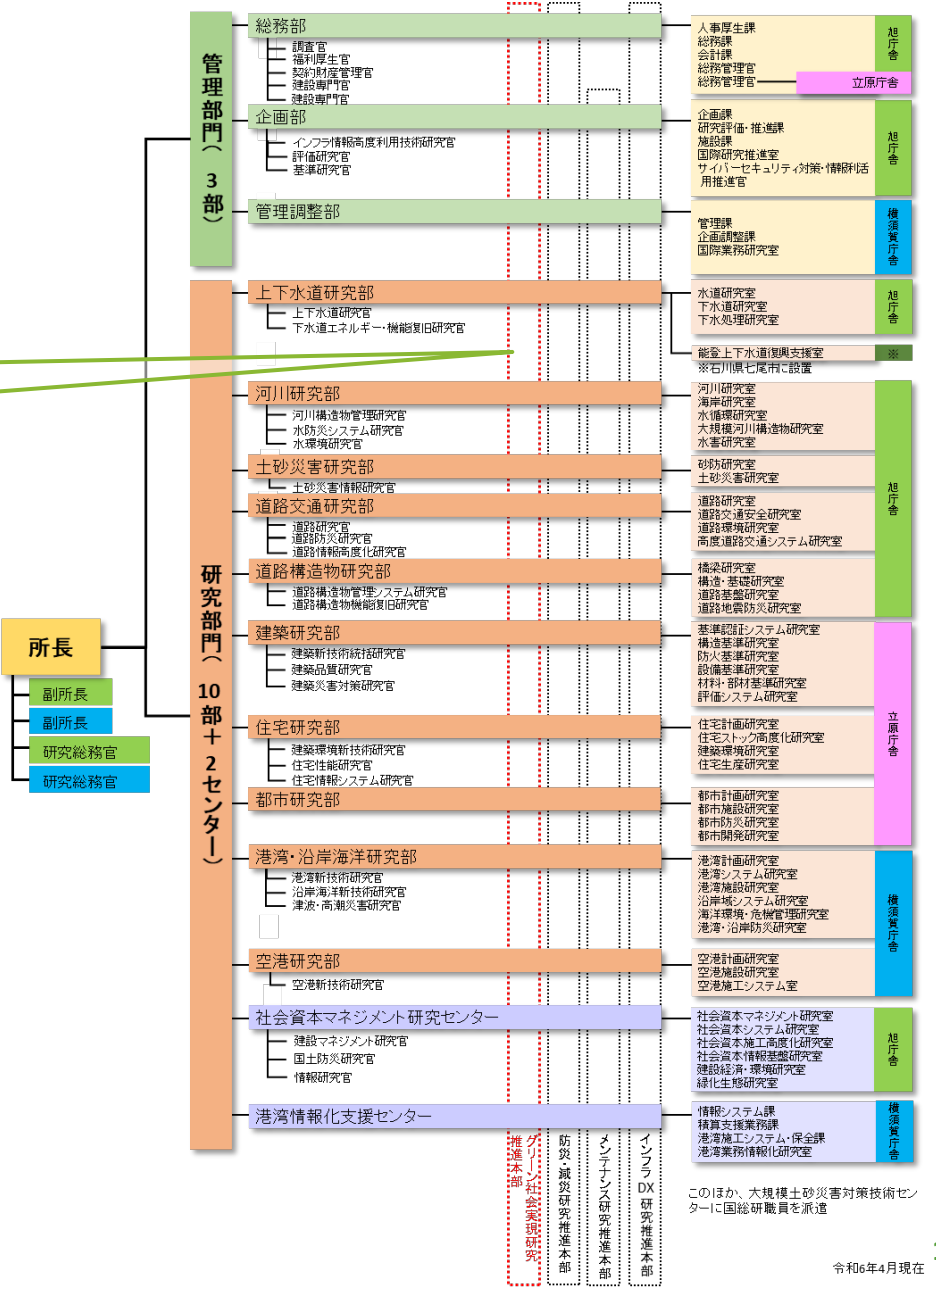 所長
副所長
副所長
研究総務官
研究総務官
管理部門(3部)
総務部
調査官
福利厚生官
契約財産管理官
建設専門官
建設専門官
人事厚生課
総務課
会計課
総務管理官
総務管理官
旭庁舎
立原庁舎
企画部
インフラ情報高度利用技術研究官
評価研究官
基準研究官
企画課
研究評価・推進課
施設課
国際研究推進室
サイバーセキュリティ対策・情報利活
用推進官
旭庁舎
管理調整部
管理課
企画調整課
国際業務研究室
横須賀庁舎
研究部門(10部+2センター)
上下水道研究部
上下水道研究官
下水道エネルギー・機能復旧研究官
水道研究室
下水道研究室
下水処理研究室
旭庁舎
能登上下水道復興支援室
※
※石川県七尾市に設置
河川研究部
河川構造物管理研究官
水防災システム研究官
水環境研究官
河川研究室
海岸研究室
水循環研究室
大規模河川構造物研究室
水害研究室
旭庁舎
土砂災害研究部
土砂災害情報研究官
砂防研究室
土砂災害研究室
道路交通研究部
道路研究官
道路防災研究官
道路情報高度化研究官
道路研究室
道路交通安全研究室
道路環境研究室
高度道路交通システム研究室
道路構造物研究部
道路構造物管理システム研究官
道路構造物機能復旧研究官
橋梁研究室
構造・基礎研究室
道路基盤研究室
道路地震防災研究室
建築研究部
建築新技術統括研究官
建築品質研究官
建築災害対策研究官
基準認証システム研究室
構造基準研究室
防火基準研究室
設備基準研究室
材料・部材基準研究室
評価システム研究室
立原庁舎
住宅研究部
建築環境新技術研究官
住宅性能研究官
住宅情報システム研究官
住宅計画研究室
住宅ストック高度化研究室
建築環境研究室
住宅生産研究室
都市研究部
都市計画研究室
都市施設研究室
都市防災研究室
都市開発研究室
港湾・沿岸海洋研究部
港湾新技術研究官
沿岸海洋新技術研究官
津波・高潮災害研究官
港湾計画研究室
港湾システム研究室
港湾施設研究室
沿岸域システム研究室
海洋環境・危機管理研究室
港湾・沿岸防災研究室
横須賀庁舎
空港研究部
空港新技術研究官
空港計画研究室
空港施設研究室
空港施工システム室
社会資本マネジメント研究センター
建設マネジメント研究官
国土防災研究官
情報研究官
社会資本マネジメント研究室
社会資本システム研究室
社会資本施工高度化研究室
社会資本情報基盤研究室
建設経済・環境研究室
緑化生態研究室
旭庁舎
港湾情報化支援センター
情報システム課
積算支援業務課
港湾施工システム・保全課
港湾業務情報化研究室
横須賀庁舎
グリーン社会実現研究
推進本部
防災・減災研究推進本部
メンテナンス研究推進本部
インフラDX研究推進本部
このほか、大規模土砂災害対策技術セン
ターに国総研職員を派遣
令和6年4月現在